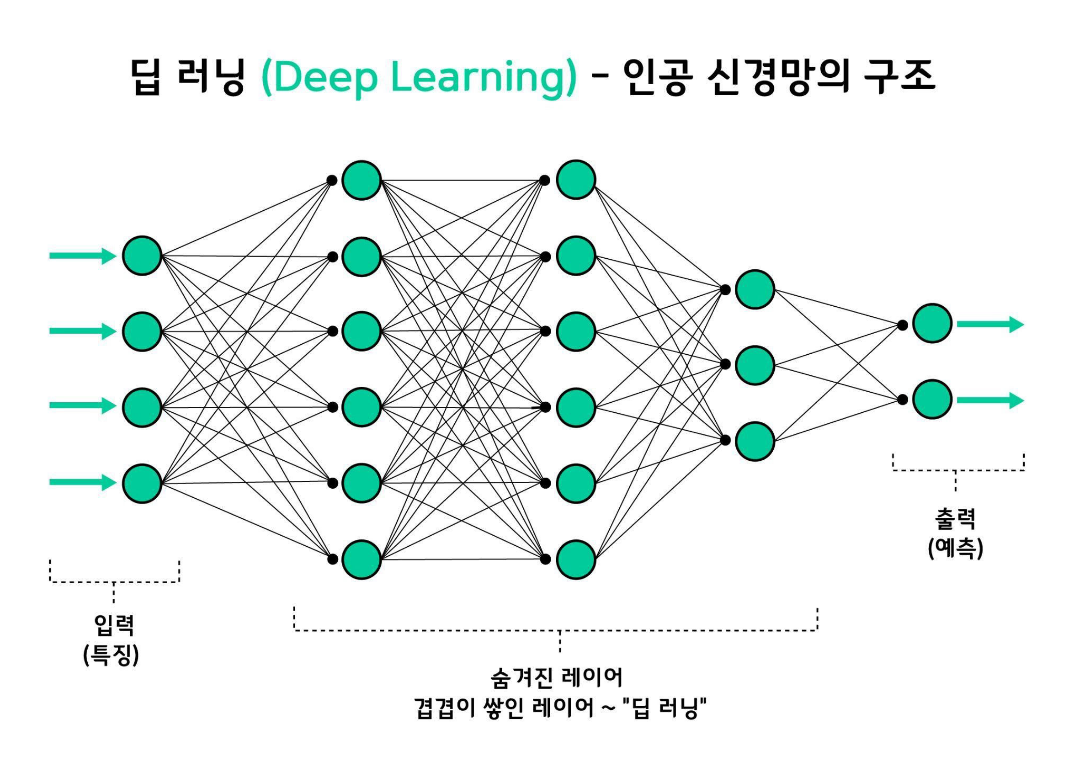 딥 러닝 (Deep Learning) - 인공 신경망의 구조
출력
(예측)
입력
(특징)
숨겨진 레이어
겹겹이 쌓인 레이어 ~ "딥 러닝"